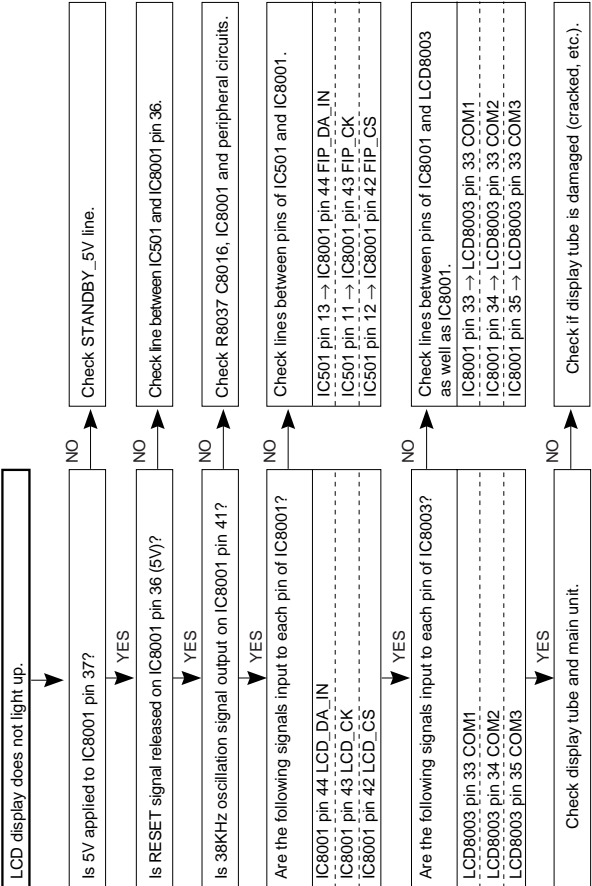 LCD display does not light up.
Is 5V applied to IC8001 pin 37?
NO
Check STANDBY_5V line.
YES
Is RESET signal released on IC8001 pin 36 (5V)?
NO
Check line between IC501 and IC8001 pin 36.
YES
Is 38KHz oscillation signal output on IC8001 pin 41?
NO
Check R8037 C8016, IC8001 and peripheral circuits.
YES
Are the following signals input to each pin of IC8001?
IC8001 pin 44 LCD_DA_IN
IC8001 pin 43 LCD_CK
IC8001 pin 42 LCD_CS
NO
Check lines between pins of IC501 and IC8001.
IC501 pin 13 → IC8001 pin 44 FIP_DA_IN
IC501 pin 11 → IC8001 pin 43 FIP_CK
IC501 pin 12 → IC8001 pin 42 FIP_CS
YES
Are the following signals input to each pin of IC8003?
LCD8003 pin 33 COM1
LCD8003 pin 34 COM2
LCD8003 pin 35 COM3
NO
Check lines between pins of IC8001 and LCD8003
as well as IC8001.
IC8001 pin 33 → LCD8003 pin 33 COM1
IC8001 pin 34 → LCD8003 pin 33 COM2
IC8001 pin 35 → LCD8003 pin 33 COM3
YES
Check display tube and main unit.
NO
Check if display tube is damaged (cracked, etc.).